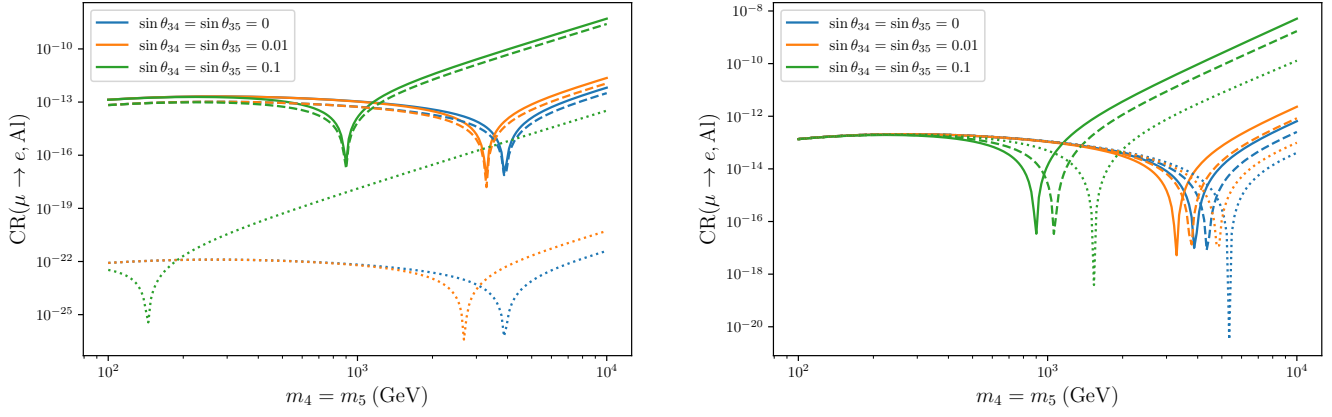 sin θ34 = sin θ35 = 0
sin θ34 = sin θ35 = 0.01
sin θ34 = sin θ35 = 0.1
CR(μ → e, Al)
10^−10
10^−13
10^−16
10^−19
10^−22
10^−25
10^2
10^3
10^4
m4 = m5 (GeV)
sin θ34 = sin θ35 = 0
sin θ34 = sin θ35 = 0.01
sin θ34 = sin θ35 = 0.1
CR(μ → e, Al)
10^−8
10^−10
10^−12
10^−14
10^−16
10^−18
10^−20
10^2
10^3
10^4
m4 = m5 (GeV)